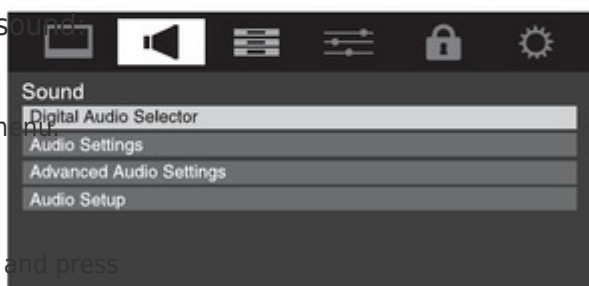 sound.
Sound
Digital Audio Selector
menu.
Audio Settings
Advanced Audio Settings
Audio Setup
and press